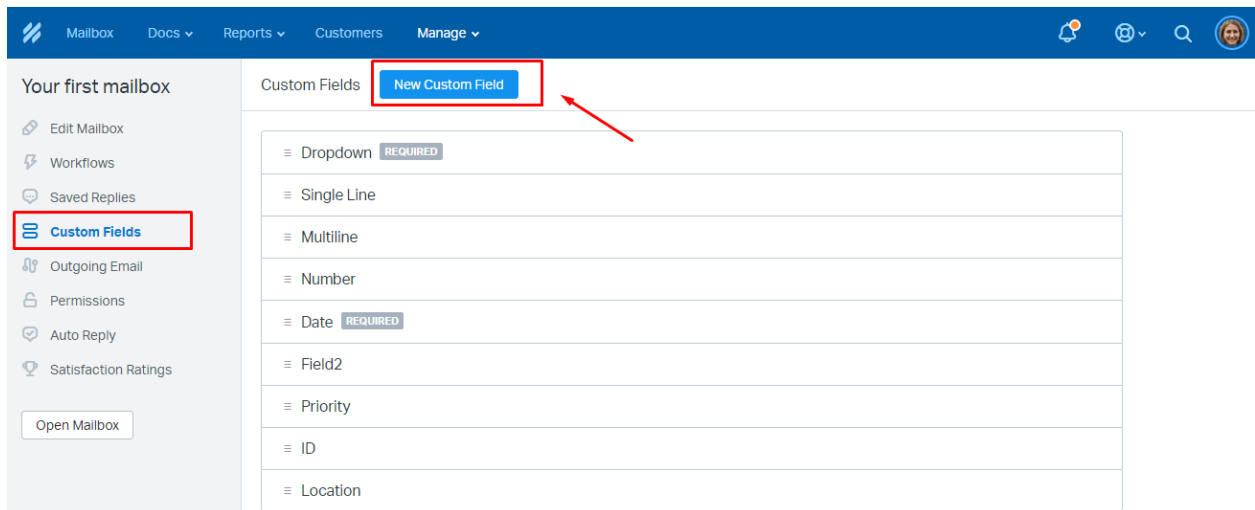 Mailbox Docs Reports Customers Manage
Your first mailbox
Edit Mailbox
Workflows
Saved Replies
Custom Fields
Outgoing Email
Permissions
Auto Reply
Satisfaction Ratings
Open Mailbox
Custom Fields New Custom Field
Dropdown REQUIRED
Single Line
Multiline
Number
Date REQUIRED
Field2
Priority
ID
Location